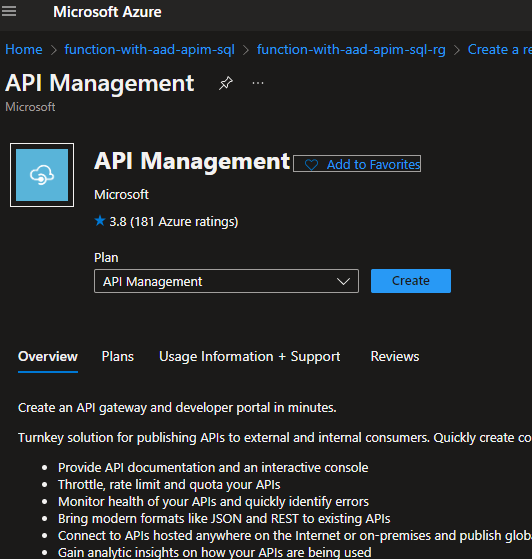 Microsoft Azure
Home > function-with-aad-apim-sql > function-with-aad-apim-sql-rg > Create a re
API Management
Microsoft
API Management Add to Favorites
Microsoft
3.8 (181 Azure ratings)
Plan
API Management Create
Overview Plans Usage Information + Support Reviews
Create an API gateway and developer portal in minutes.
Turnkey solution for publishing APIs to external and internal consumers. Quickly create co
• Provide API documentation and an interactive console
• Throttle, rate limit and quota your APIs
• Monitor health of your APIs and quickly identify errors
• Bring modern formats like JSON and REST to existing APIs
• Connect to APIs hosted anywhere on the Internet or on-premises and publish globa
• Gain analytic insights on how your APIs are being used